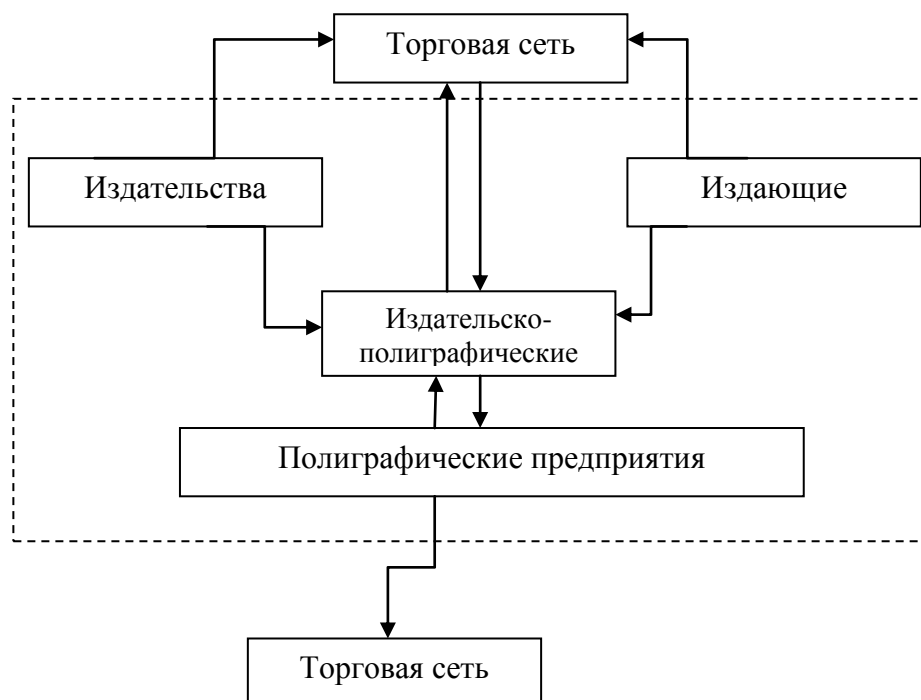 Торговая сеть
Издательства
Издающие
Издательско-
полиграфические
Полиграфические предприятия
Торговая сеть